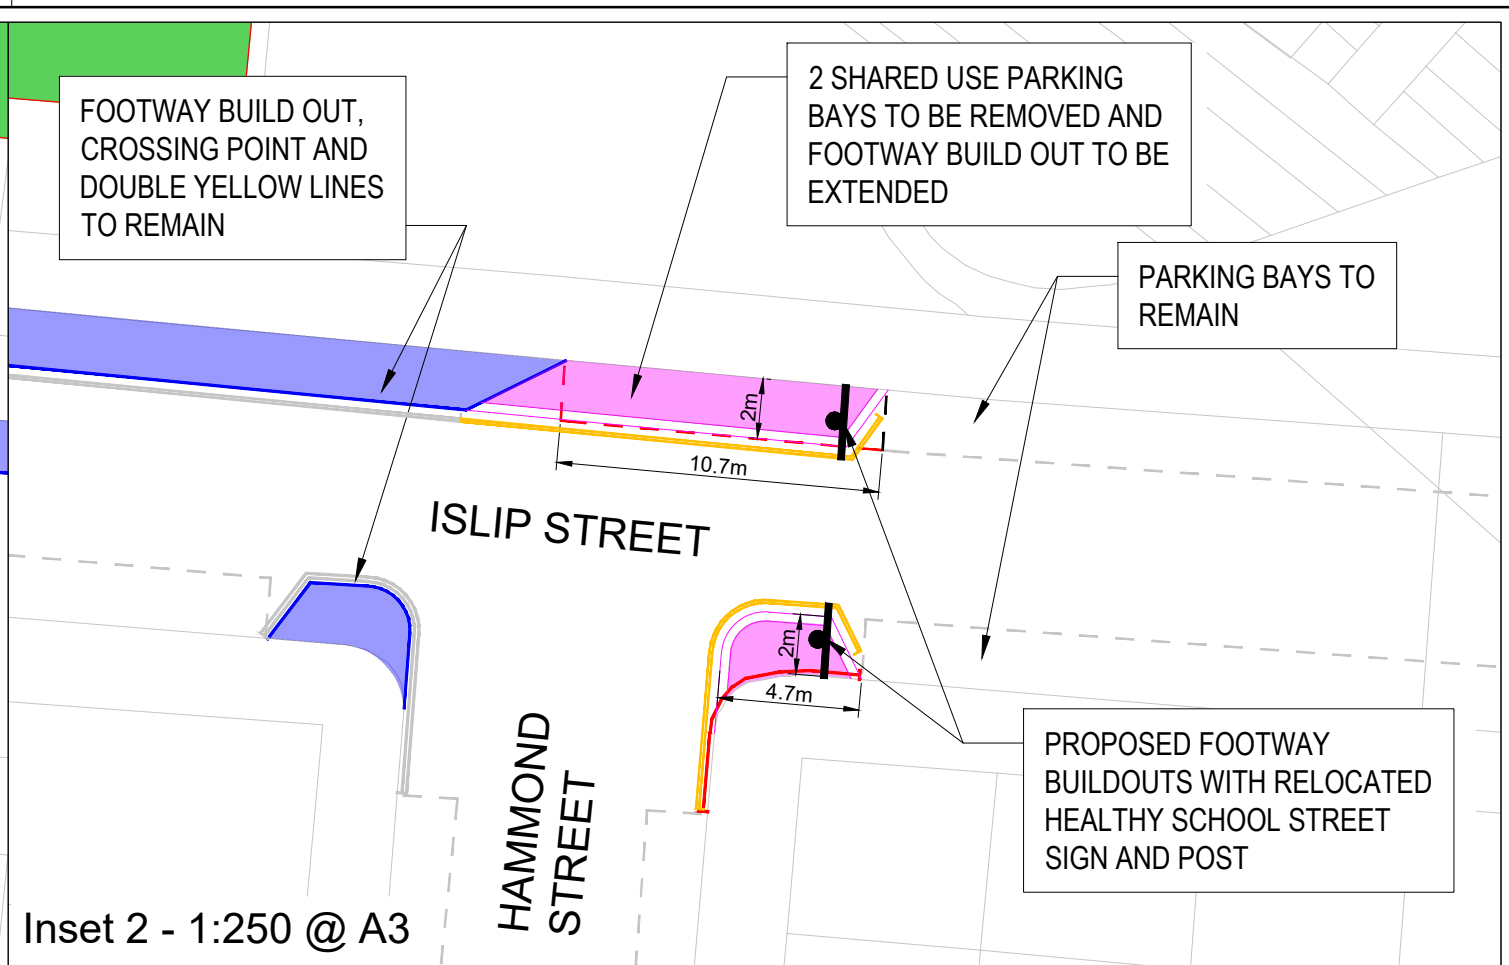 FOOTWAY BUILD OUT,
CROSSING POINT AND
DOUBLE YELLOW LINES
TO REMAIN
2 SHARED USE PARKING
BAYS TO BE REMOVED AND
FOOTWAY BUILD OUT TO BE
EXTENDED
PARKING BAYS TO
REMAIN
2m
10.7m
ISLIP STREET
2m
4.7m
HAMMOND
STREET
PROPOSED FOOTWAY
BUILDOUTS WITH RELOCATED
HEALTHY SCHOOL STREET
SIGN AND POST
Inset 2 - 1:250 @ A3